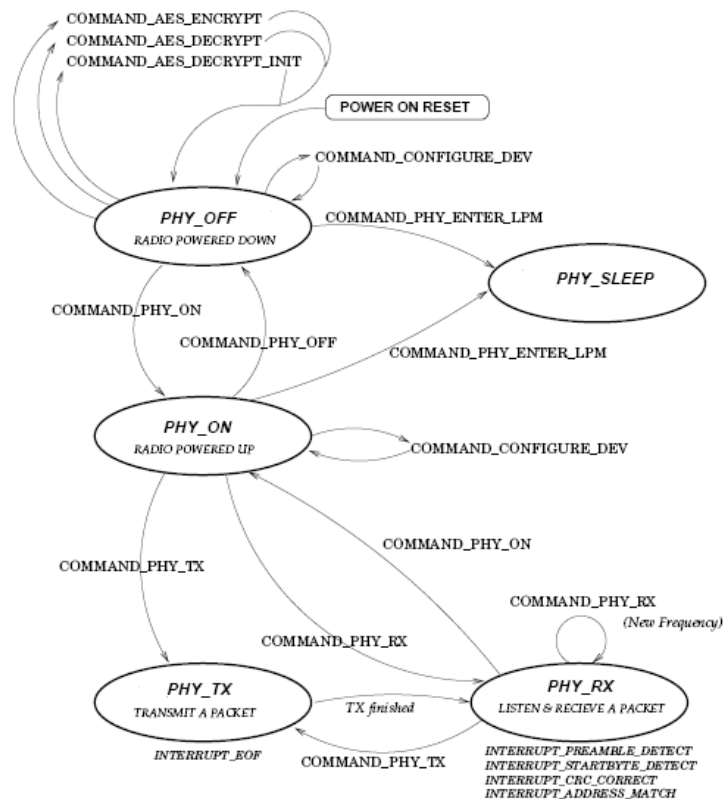 COMMAND_AES_ENCRYPT
COMMAND_AES_DECRYPT
COMMAND_AES_DECRYPT_INIT
POWER ON RESET
COMMAND_CONFIGURE_DEV
PHY_OFF
RADIO POWERED DOWN
COMMAND_PHY_ENTER_LPM
PHY_SLEEP
COMMAND_PHY_ON
COMMAND_PHY_OFF
COMMAND_PHY_ENTER_LPM
PHY_ON
RADIO POWERED UP
COMMAND_CONFIGURE_DEV
COMMAND_PHY_ON
COMMAND_PHY_TX
COMMAND_PHY_RX
(New Frequency)
COMMAND_PHY_RX
PHY_TX
TRANSMIT A PACKET
TX finished
PHY_RX
LISTEN & RECIEVE A PACKET
INTERRUPT_EOF
COMMAND_PHY_TX
INTERRUPT_PREAMBLE_DETECT
INTERRUPT_STARTBYTE_DETECT
INTERRUPT_CRC_CORRECT
INTERRUPT_ADDRESS_MATCH